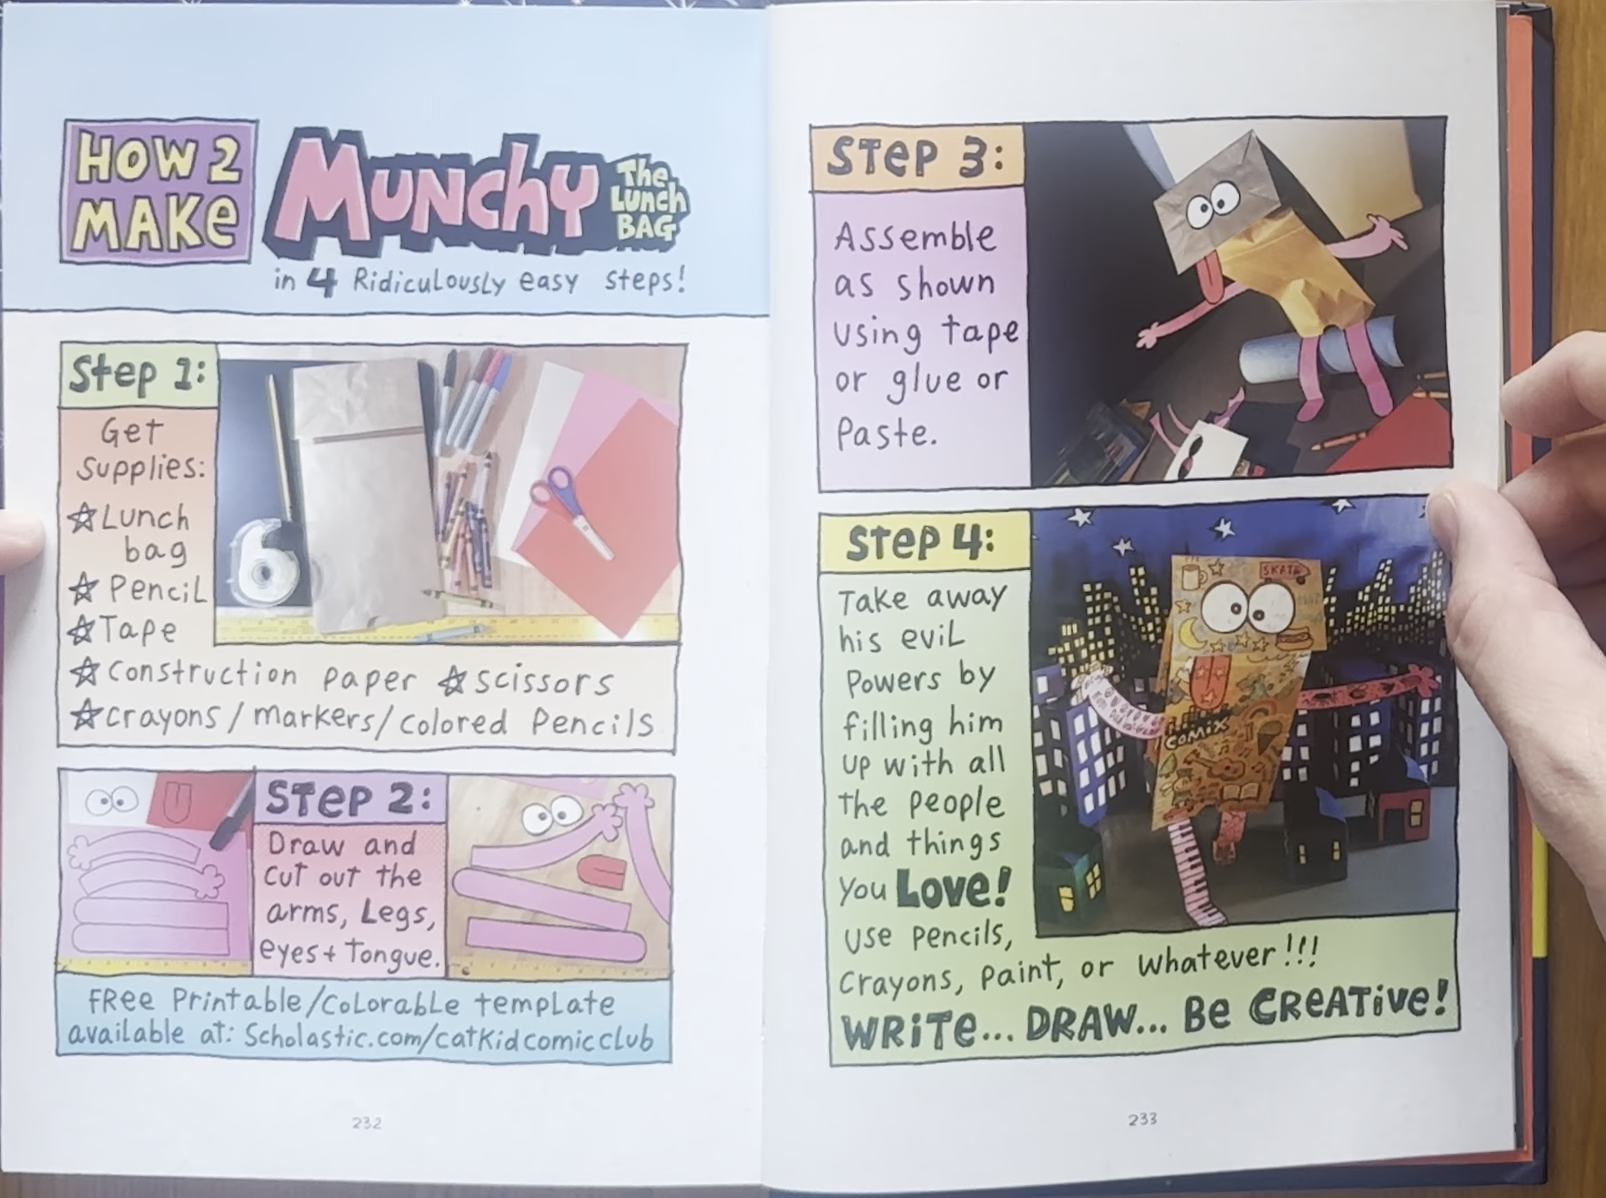 HOW 2
MAKe
MUNChY
The
LUnch
BAG
in 4 RidicuLousLy easy steps!
Step 1:
Get
supplies:
☆Lunch
bag
☆ PenciL
☆Tape
☆ construction paper ☆scissors
☆crayons/markers/colored Pencils
STeP 2:
Draw and
Cut out the
arms, Legs,
eyes + Tongue.
FRee Printable/CoLoRabLe template
available at: Scholastic.com/catKidcomicclub
232
STeP 3:
Assemble
as shown
using tape
or glue or
Paste.
SteP 4:
Take away
his eviL
Powers by
filling him
up with all
the people
and things
you Love!
use Pencils,
Crayons, Paint, or whatever!!!
WRiTe... DRAW... Be CReATive!
SKATE
COMiX
233